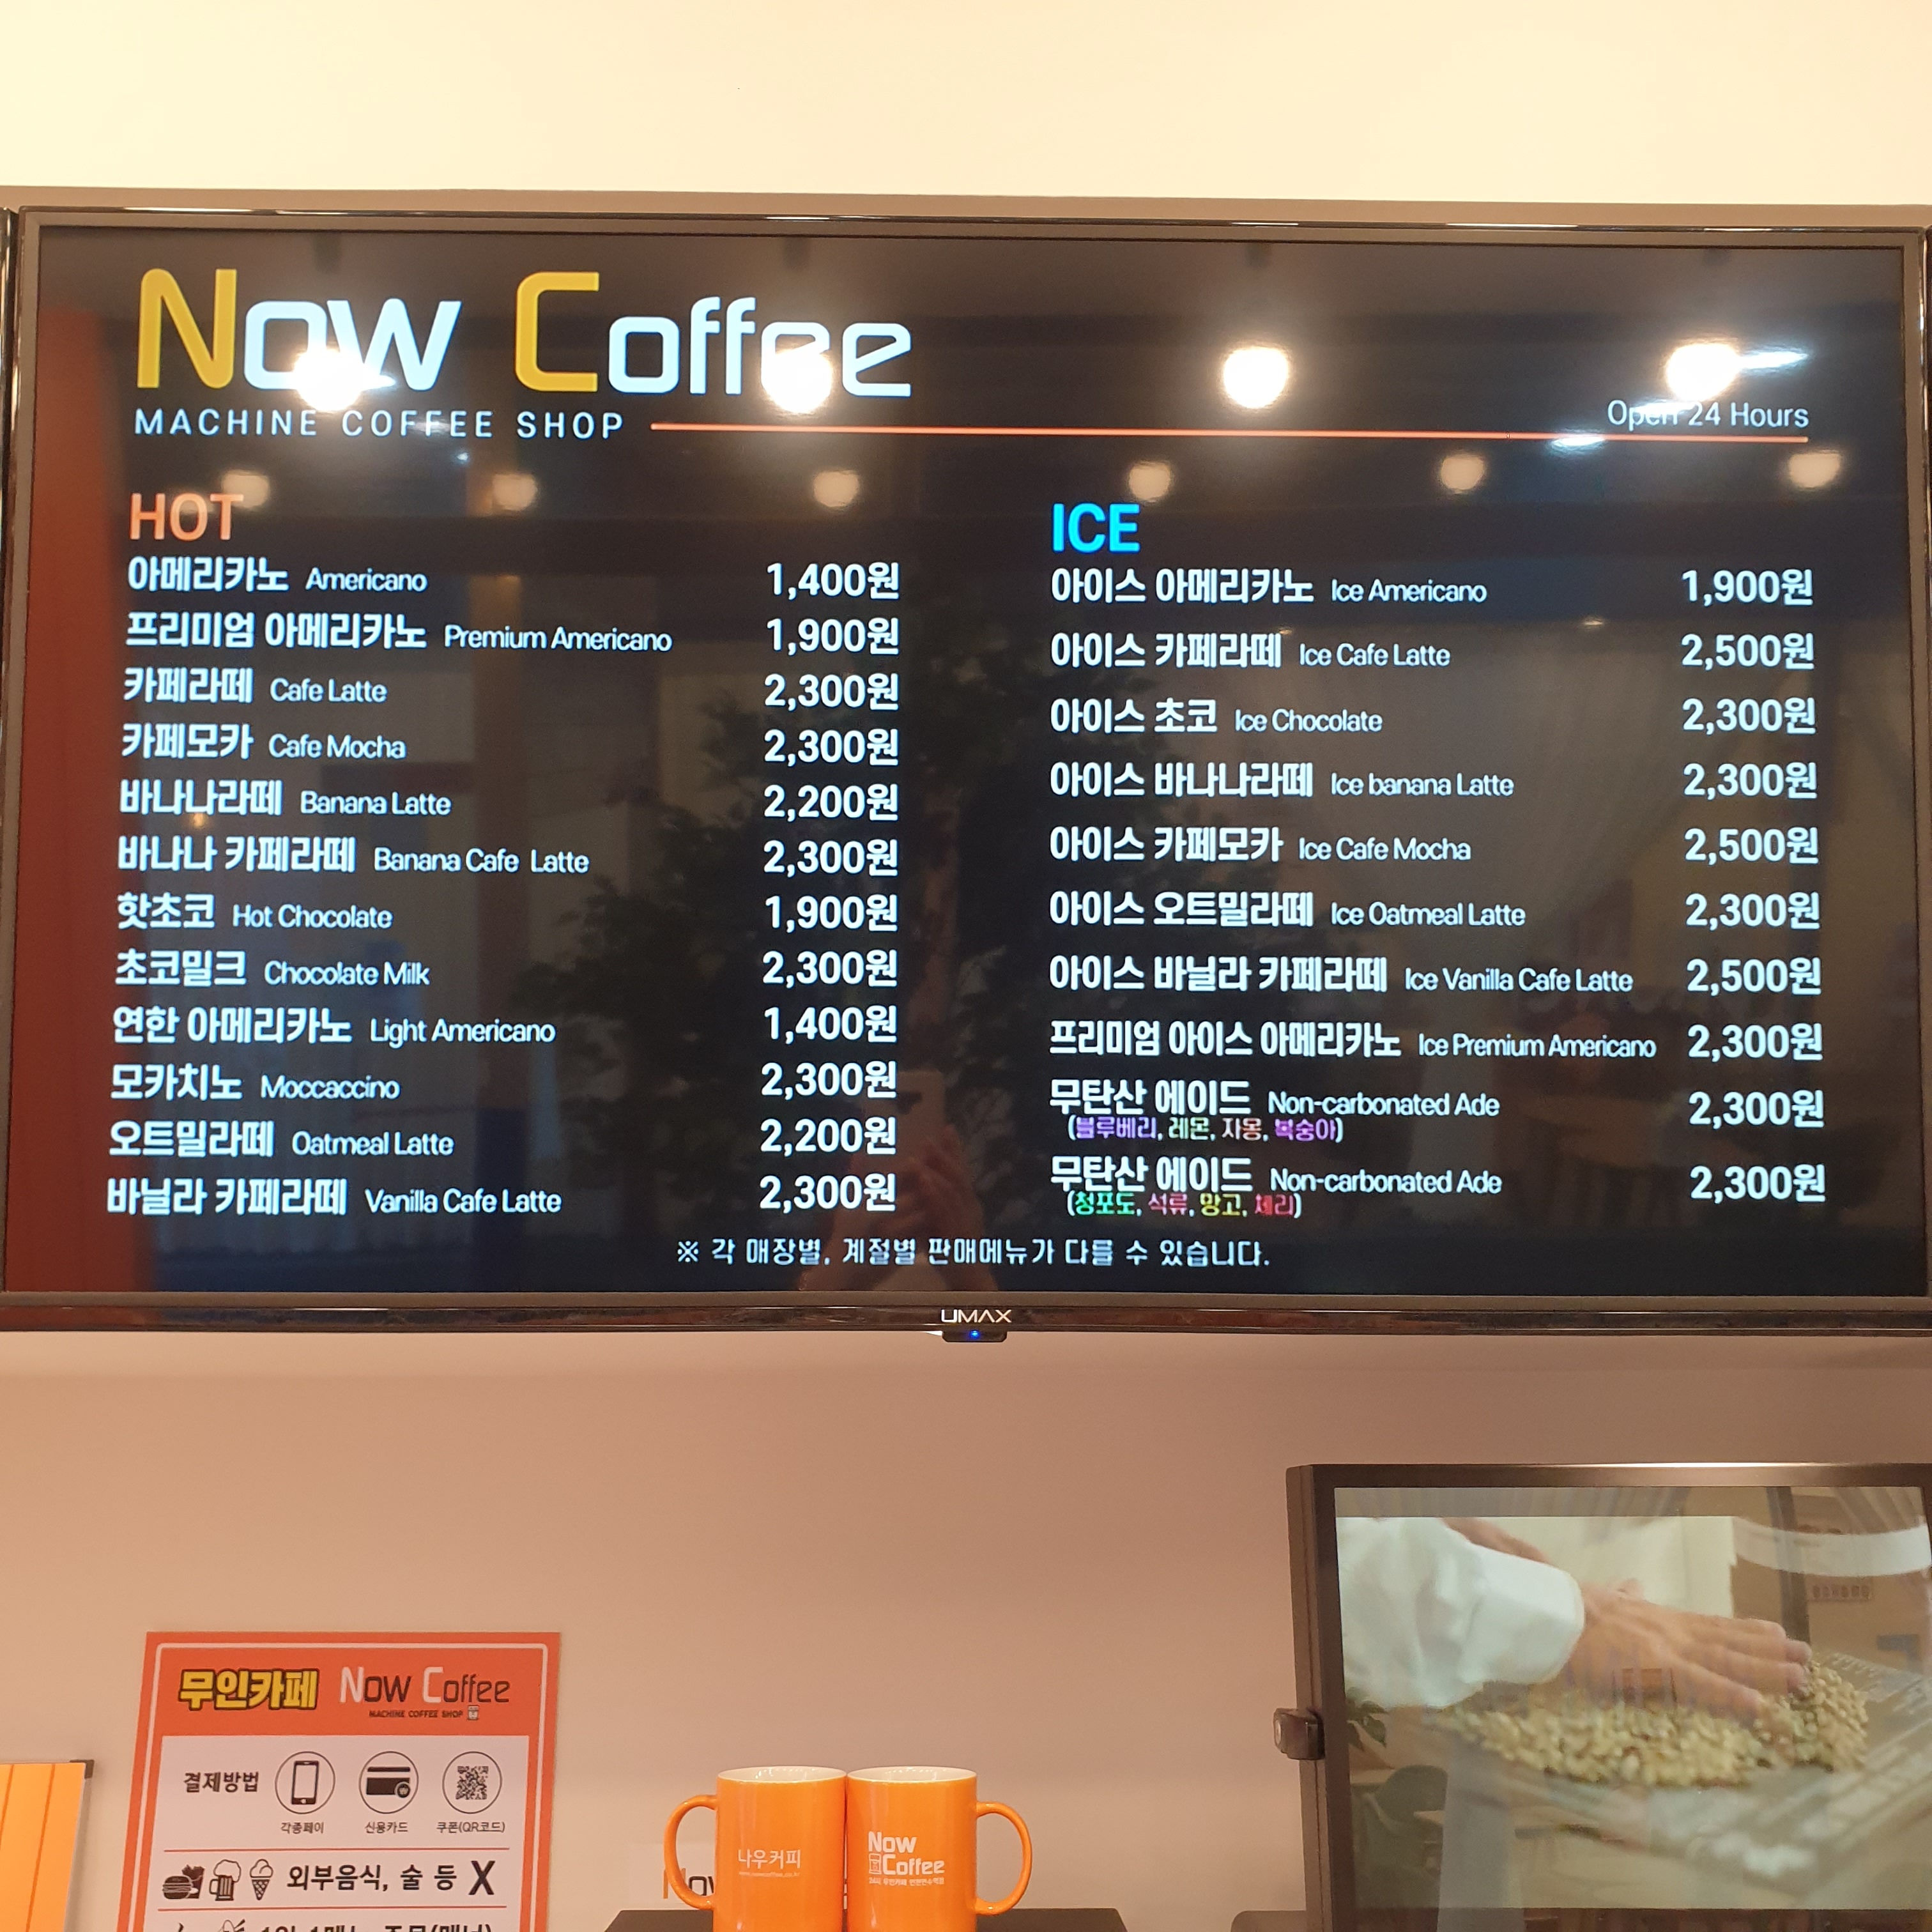 Now Coffee
MACHINE COFFEE SHOP
Open 24 Hours
HOT
아메리카노 Americano 1,400원
프리미엄 아메리카노 Premium Americano 1,900원
카페라떼 Cafe Latte 2,300원
카페모카 Cafe Mocha 2,300원
바나나라떼 Banana Latte 2,200원
바나나 카페라떼 Banana Cafe Latte 2,300원
핫초코 Hot Chocolate 1,900원
초코밀크 Chocolate Milk 2,300원
연한 아메리카노 Light Americano 1,400원
모카치노 Moccaccino 2,300원
오트밀라떼 Oatmeal Latte 2,200원
바닐라 카페라떼 Vanilla Cafe Latte 2,300원
ICE
아이스 아메리카노 Ice Americano 1,900원
아이스 카페라떼 Ice Cafe Latte 2,500원
아이스 초코 Ice Chocolate 2,300원
아이스 바나나라떼 Ice banana Latte 2,300원
아이스 카페모카 Ice Cafe Mocha 2,500원
아이스 오트밀라떼 Ice Oatmeal Latte 2,300원
아이스 바닐라 카페라떼 Ice Vanilla Cafe Latte 2,500원
프리미엄 아이스 아메리카노 Ice Premium Americano 2,300원
무탄산 에이드 Non-carbonated Ade 2,300원
(블루베리, 레몬, 자몽, 복숭아)
무탄산 에이드 Non-carbonated Ade 2,300원
(청포도, 석류, 망고, 체리)
※ 각 매장별, 계절별 판매메뉴가 다를 수 있습니다.
UMAX
무인카페 Now Coffee
MACHINE COFFEE SHOP
결제방법
각종페이 신용카드 쿠폰(QR코드)
외부음식, 술 등 X
나우커피
Now
Coffee